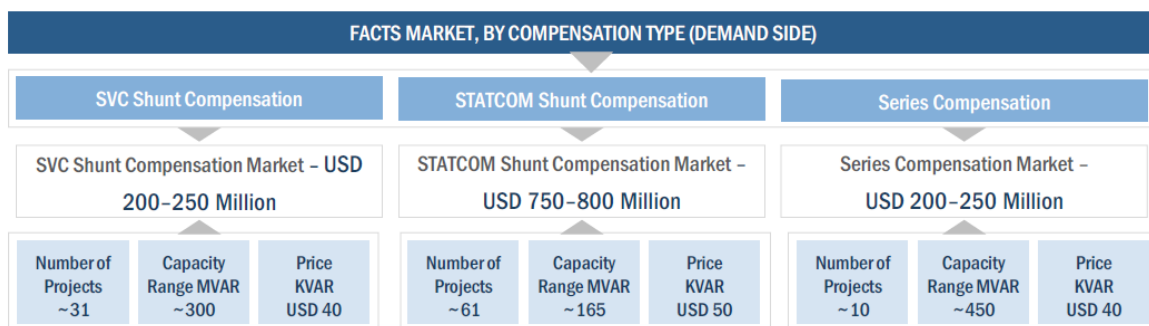 FACTS MARKET, BY COMPENSATION TYPE (DEMAND SIDE)
SVC Shunt Compensation
STATCOM Shunt Compensation
Series Compensation
SVC Shunt Compensation Market – USD
200–250 Million
STATCOM Shunt Compensation Market –
USD 750–800 Million
Series Compensation Market –
USD 200–250 Million
Number of
Projects
~31
Capacity
Range MVAR
~300
Price
KVAR
USD 40
Number of
Projects
~61
Capacity
Range MVAR
~165
Price
KVAR
USD 50
Number of
Projects
~10
Capacity
Range MVAR
~450
Price
KVAR
USD 40